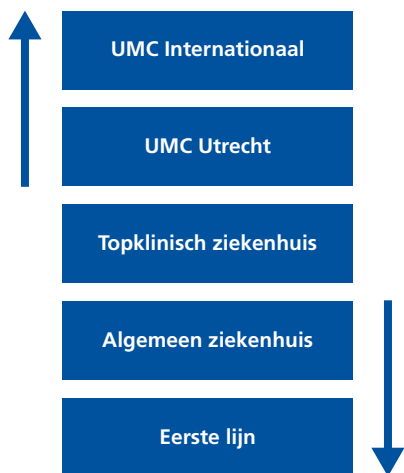 UMC Internationaal
UMC Utrecht
Topklinisch ziekenhuis
Algemeen ziekenhuis
Eerste lijn